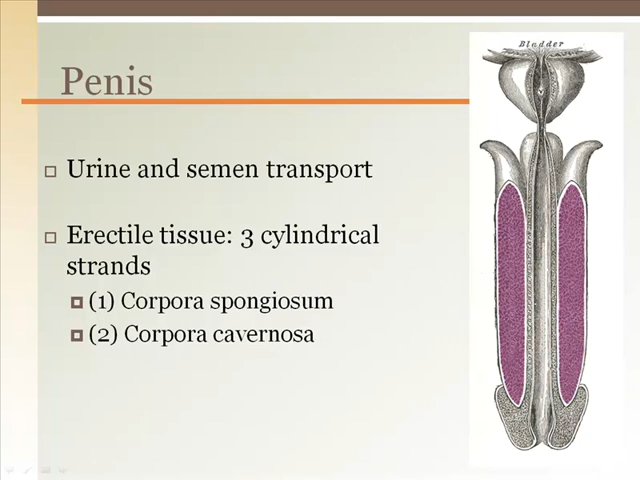 Bladder
Penis
Urine and semen transport
Erectile tissue: 3 cylindrical
strands
(1) Corpora spongiosum
(2) Corpora cavernosa